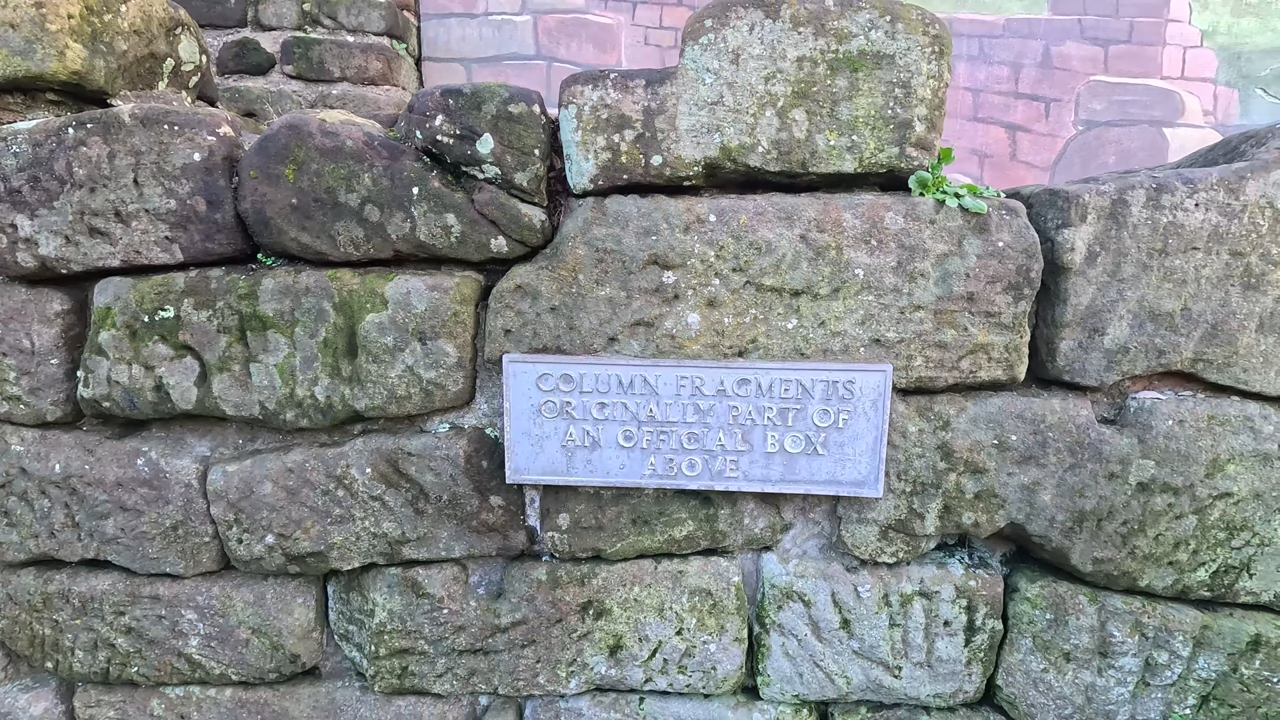 COLUMN FRAGMENTS
ORIGINALLY PART OF
AN OFFICIAL BOX
ABOVE